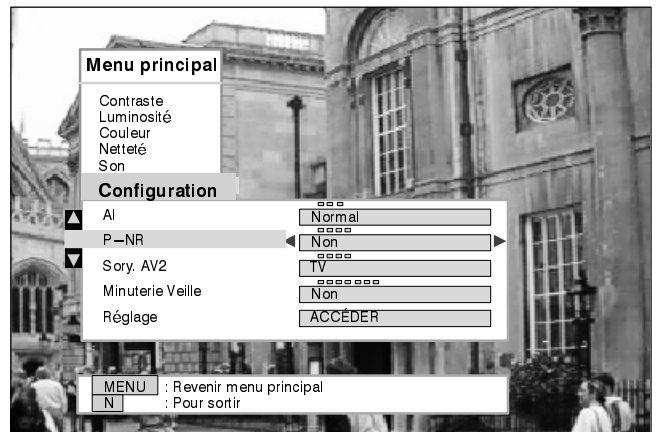 Menu principal
Contraste
Luminosité
Couleur
Netteté
Son
Configuration
AI Normal
P-NR Non
Sory. AV2 TV
Minuterie Veille Non
Réglage ACCÉDER
MENU : Revenir menu principal
N : Pour sortir